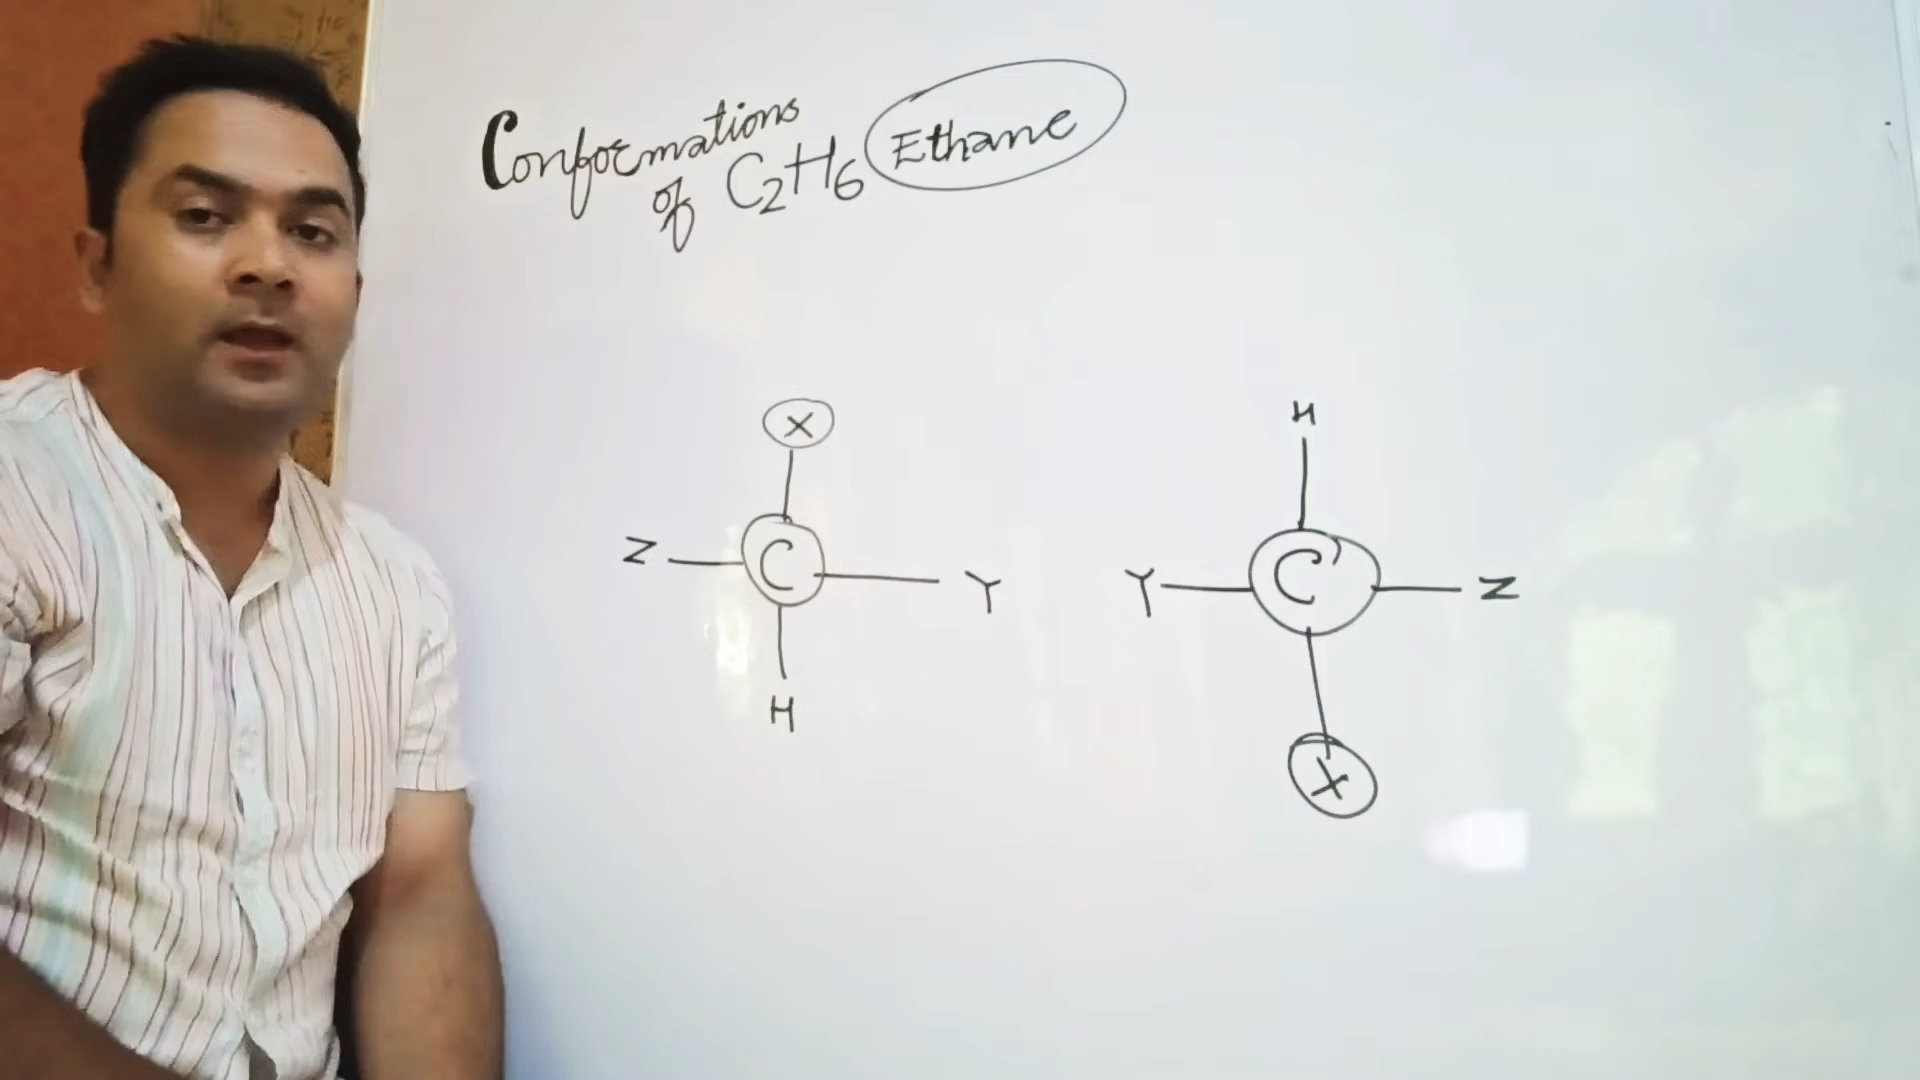 Conformations
of C2H6 Ethane
X
H
Z C Y
Y C Z
H
X